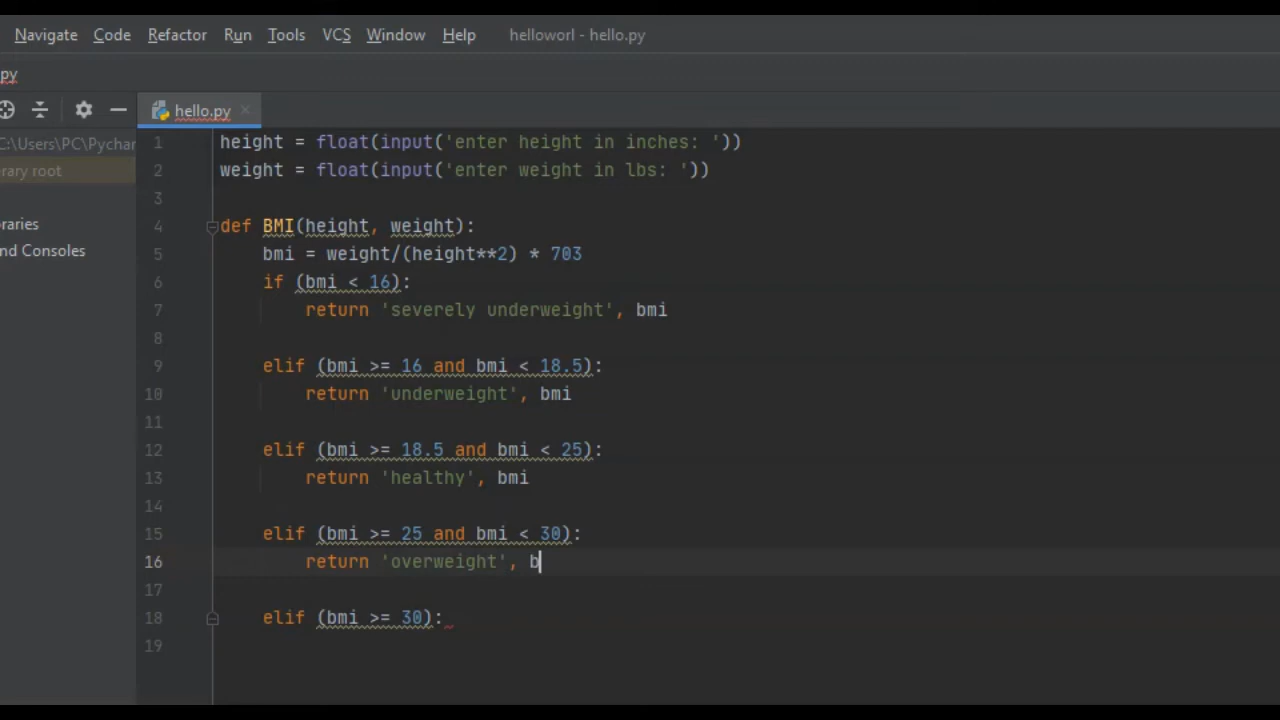 Navigate Code Refactor Run Tools VCS Window Help helloworl - hello.py
py
hello.py
C:\Users\PC\Pychar
rary root
raries
nd Consoles
1 height = float(input('enter height in inches: '))
2 weight = float(input('enter weight in lbs: '))
3
4 def BMI(height, weight):
5 bmi = weight/(height**2) * 703
6 if (bmi < 16):
7 return 'severely underweight', bmi
8
9 elif (bmi >= 16 and bmi < 18.5):
10 return 'underweight', bmi
11
12 elif (bmi >= 18.5 and bmi < 25):
13 return 'healthy', bmi
14
15 elif (bmi >= 25 and bmi < 30):
16 return 'overweight', b
17
18 elif (bmi >= 30):
19